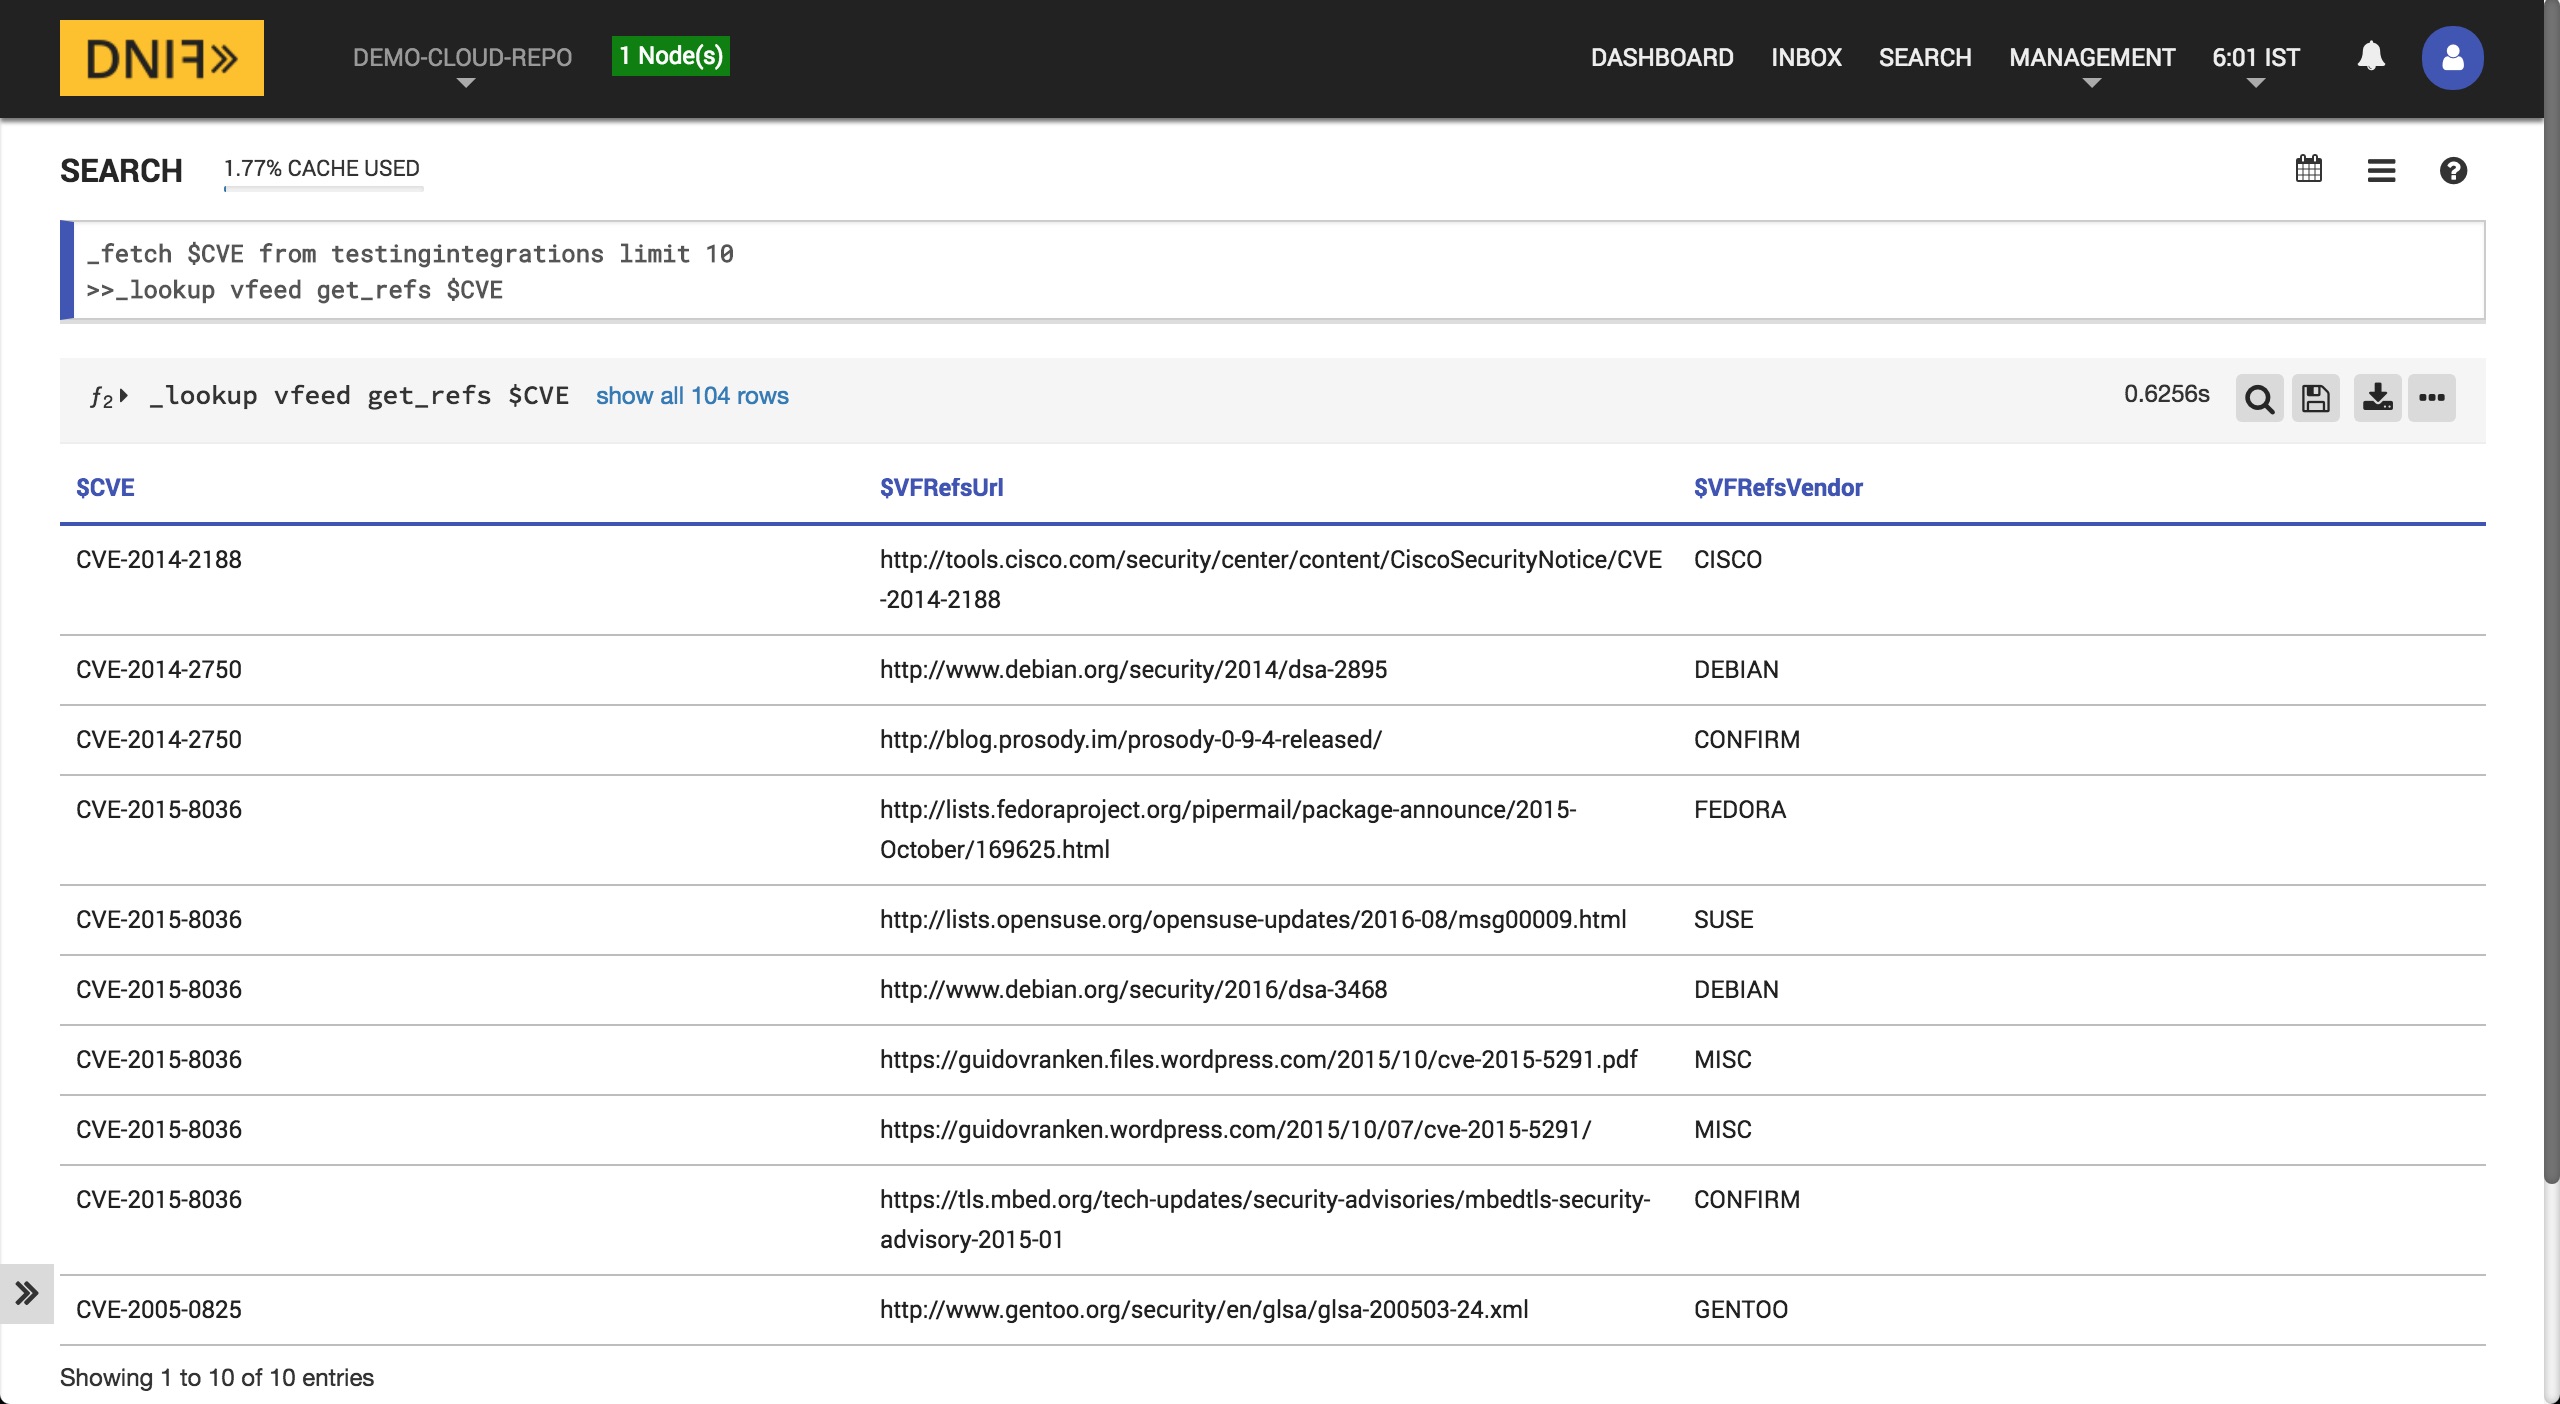 DNIF»
DEMO-CLOUD-REPO
1 Node(s)
DASHBOARD
INBOX
SEARCH
MANAGEMENT
6:01 IST
SEARCH
1.77% CACHE USED
_fetch $CVE from testingintegrations limit 10
>>_lookup vfeed get_refs $CVE
f2 _lookup vfeed get_refs $CVE show all 104 rows
0.6256s
$CVE $VFRefsUrl $VFRefsVendor
CVE-2014-2188 http://tools.cisco.com/security/center/content/CiscoSecurityNotice/CVE CISCO
-2014-2188
CVE-2014-2750 http://www.debian.org/security/2014/dsa-2895 DEBIAN
CVE-2014-2750 http://blog.prosody.im/prosody-0-9-4-released/ CONFIRM
CVE-2015-8036 http://lists.fedoraproject.org/pipermail/package-announce/2015- FEDORA
October/169625.html
CVE-2015-8036 http://lists.opensuse.org/opensuse-updates/2016-08/msg00009.html SUSE
CVE-2015-8036 http://www.debian.org/security/2016/dsa-3468 DEBIAN
CVE-2015-8036 https://guidovranken.files.wordpress.com/2015/10/cve-2015-5291.pdf MISC
CVE-2015-8036 https://guidovranken.wordpress.com/2015/10/07/cve-2015-5291/ MISC
CVE-2015-8036 https://tls.mbed.org/tech-updates/security-advisories/mbedtls-security- CONFIRM
advisory-2015-01
CVE-2005-0825 http://www.gentoo.org/security/en/glsa/glsa-200503-24.xml GENTOO
Showing 1 to 10 of 10 entries